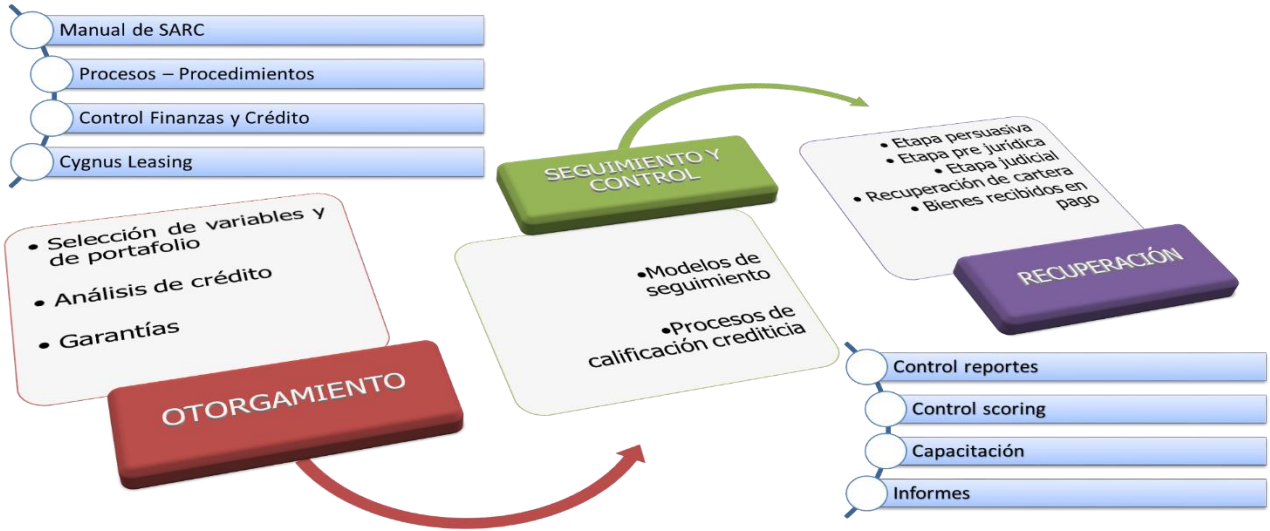 Manual de SARC
Procesos – Procedimientos
Control Finanzas y Crédito
Cygnus Leasing
• Selección de variables y
de portafolio
• Análisis de crédito
• Garantías
OTORGAMIENTO
SEGUIMIENTO Y
CONTROL
•Modelos de
seguimiento
•Procesos de
calificación crediticia
• Etapa persuasiva
• Etapa pre jurídica
• Etapa judicial
• Recuperación de cartera
• Bienes recibidos en
pago
RECUPERACIÓN
Control reportes
Control scoring
Capacitación
Informes